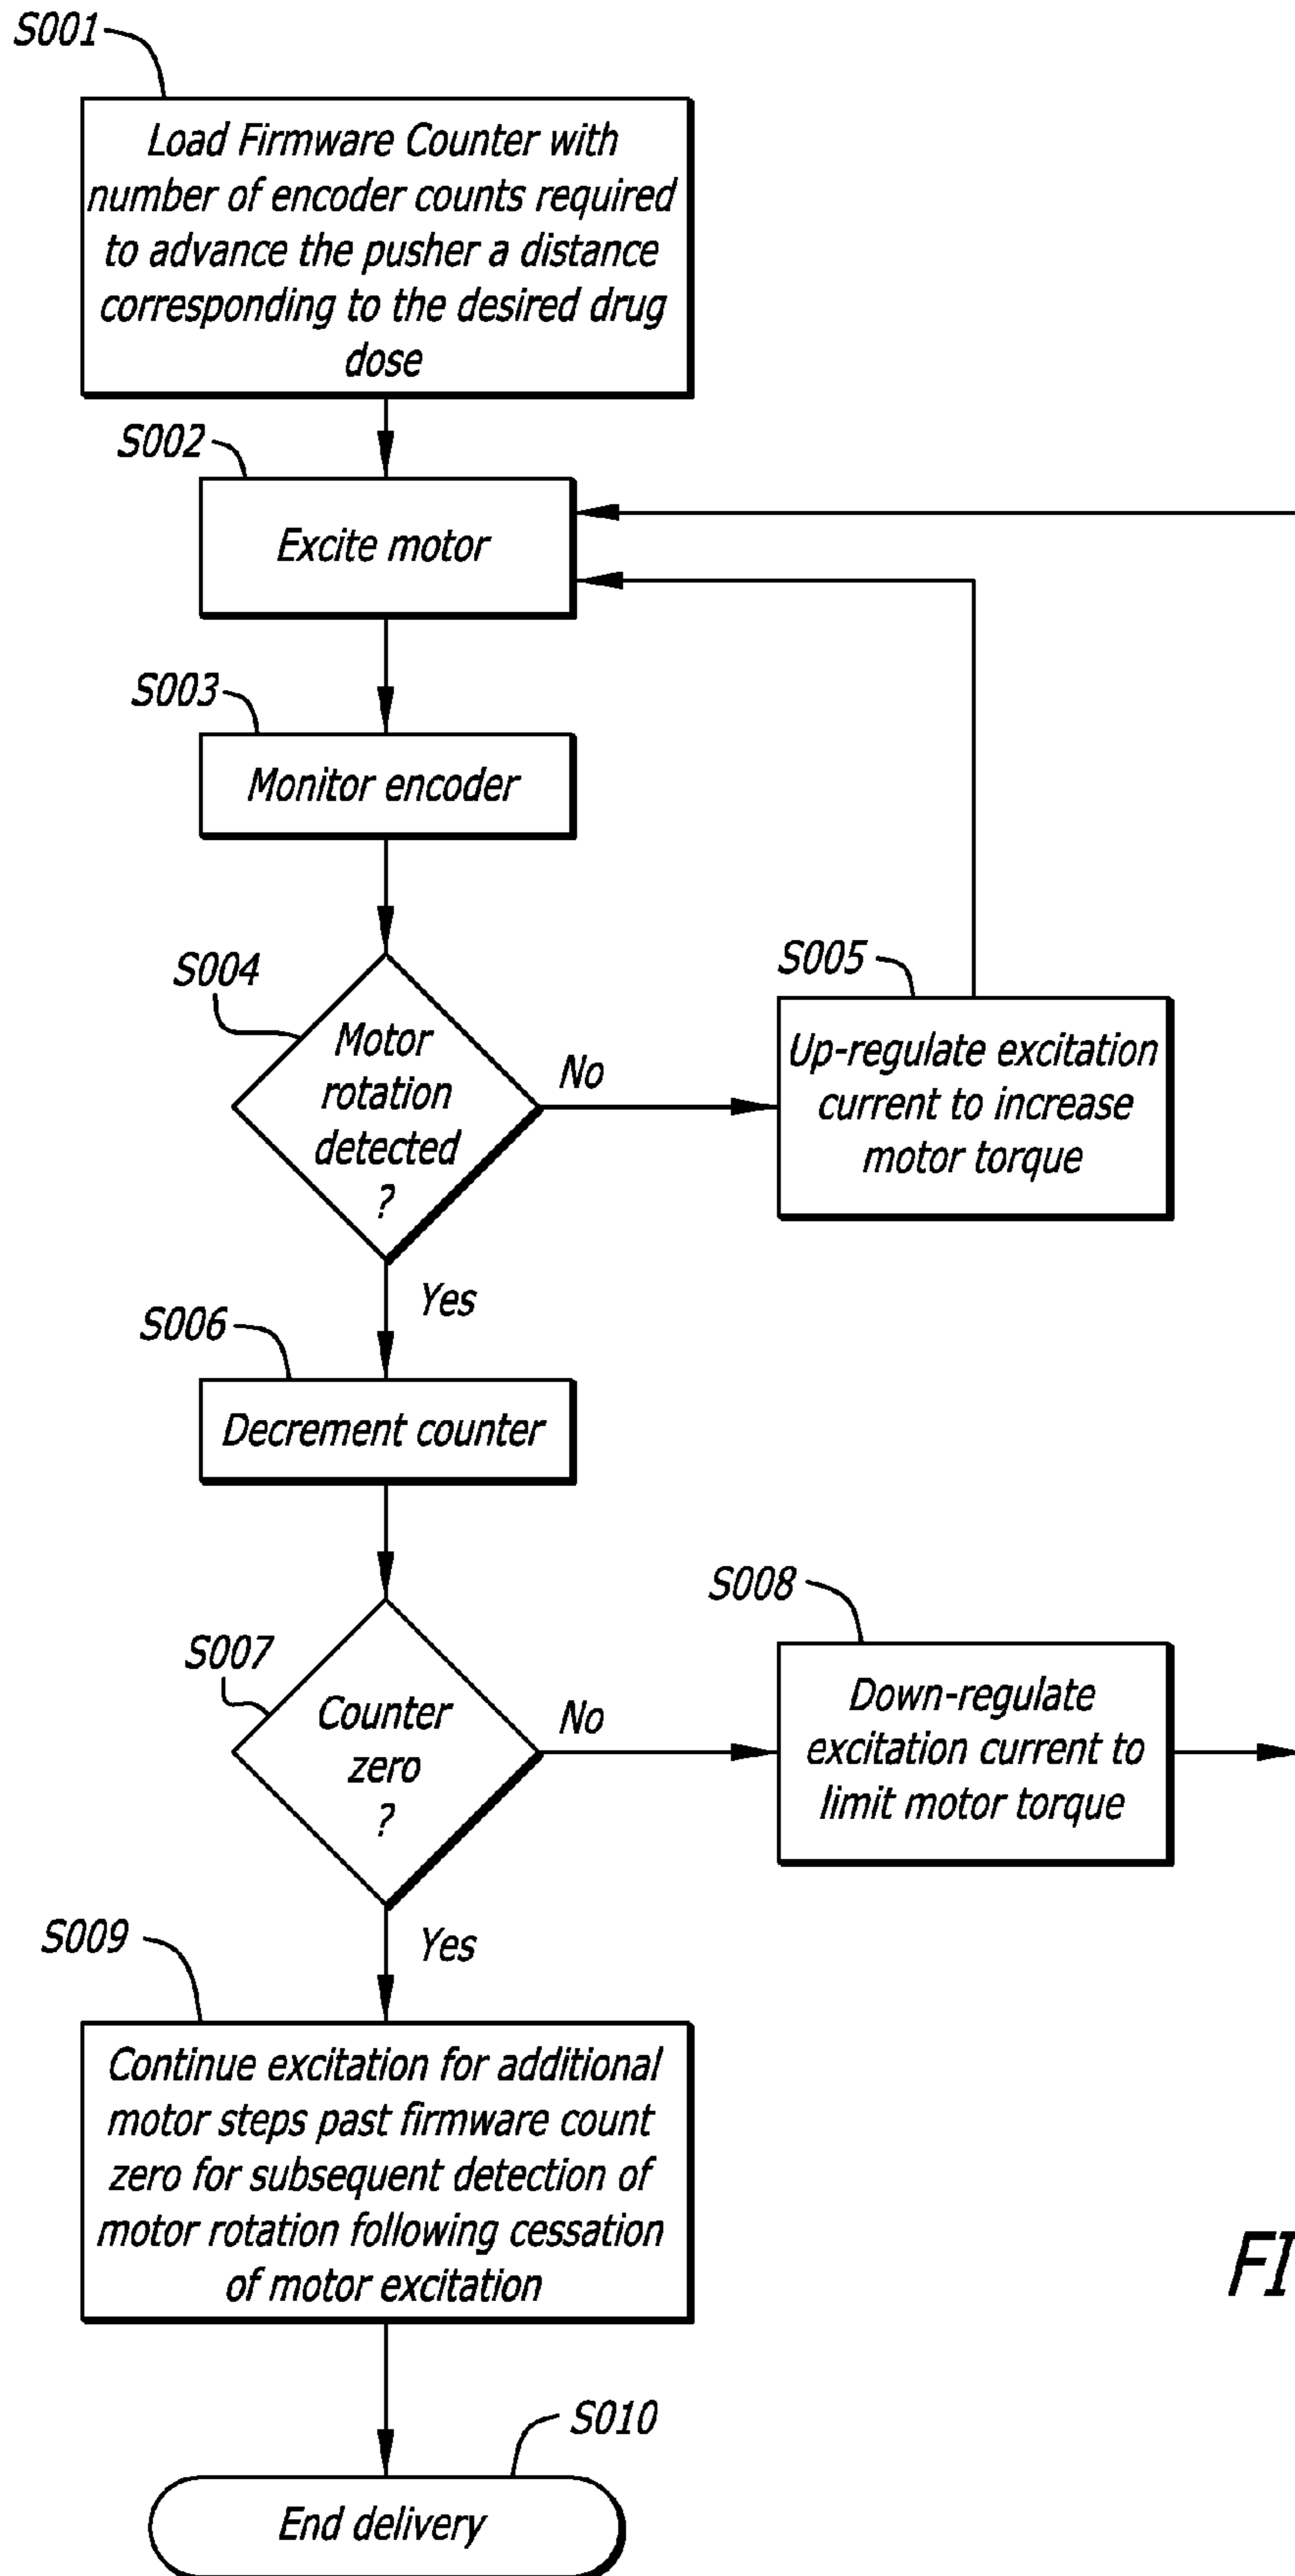 S001
Load Firmware Counter with
number of encoder counts required
to advance the pusher a distance
corresponding to the desired drug
dose
S002
Excite motor
S003
Monitor encoder
S004
Motor
rotation
detected
?
No
S005
Up-regulate excitation
current to increase
motor torque
Yes
S006
Decrement counter
S007
Counter
zero
?
No
S008
Down-regulate
excitation current to
limit motor torque
Yes
S009
Continue excitation for additional
motor steps past firmware count
zero for subsequent detection of
motor rotation following cessation
of motor excitation
FI
S010
End delivery